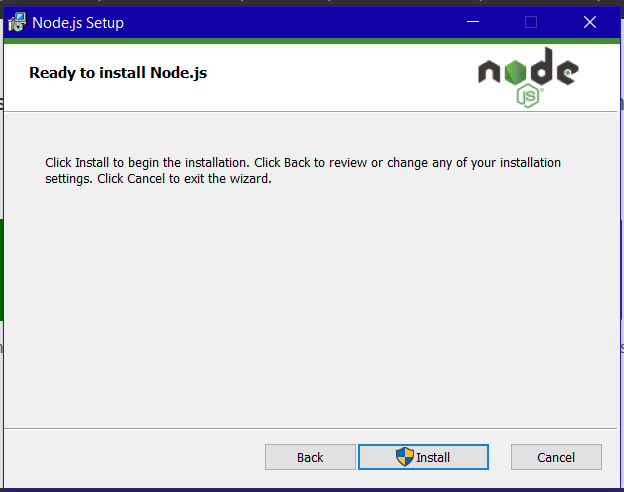 Node.js Setup
Ready to install Node.js
node
JS
Click Install to begin the installation. Click Back to review or change any of your installation
settings. Click Cancel to exit the wizard.
Back
Install
Cancel